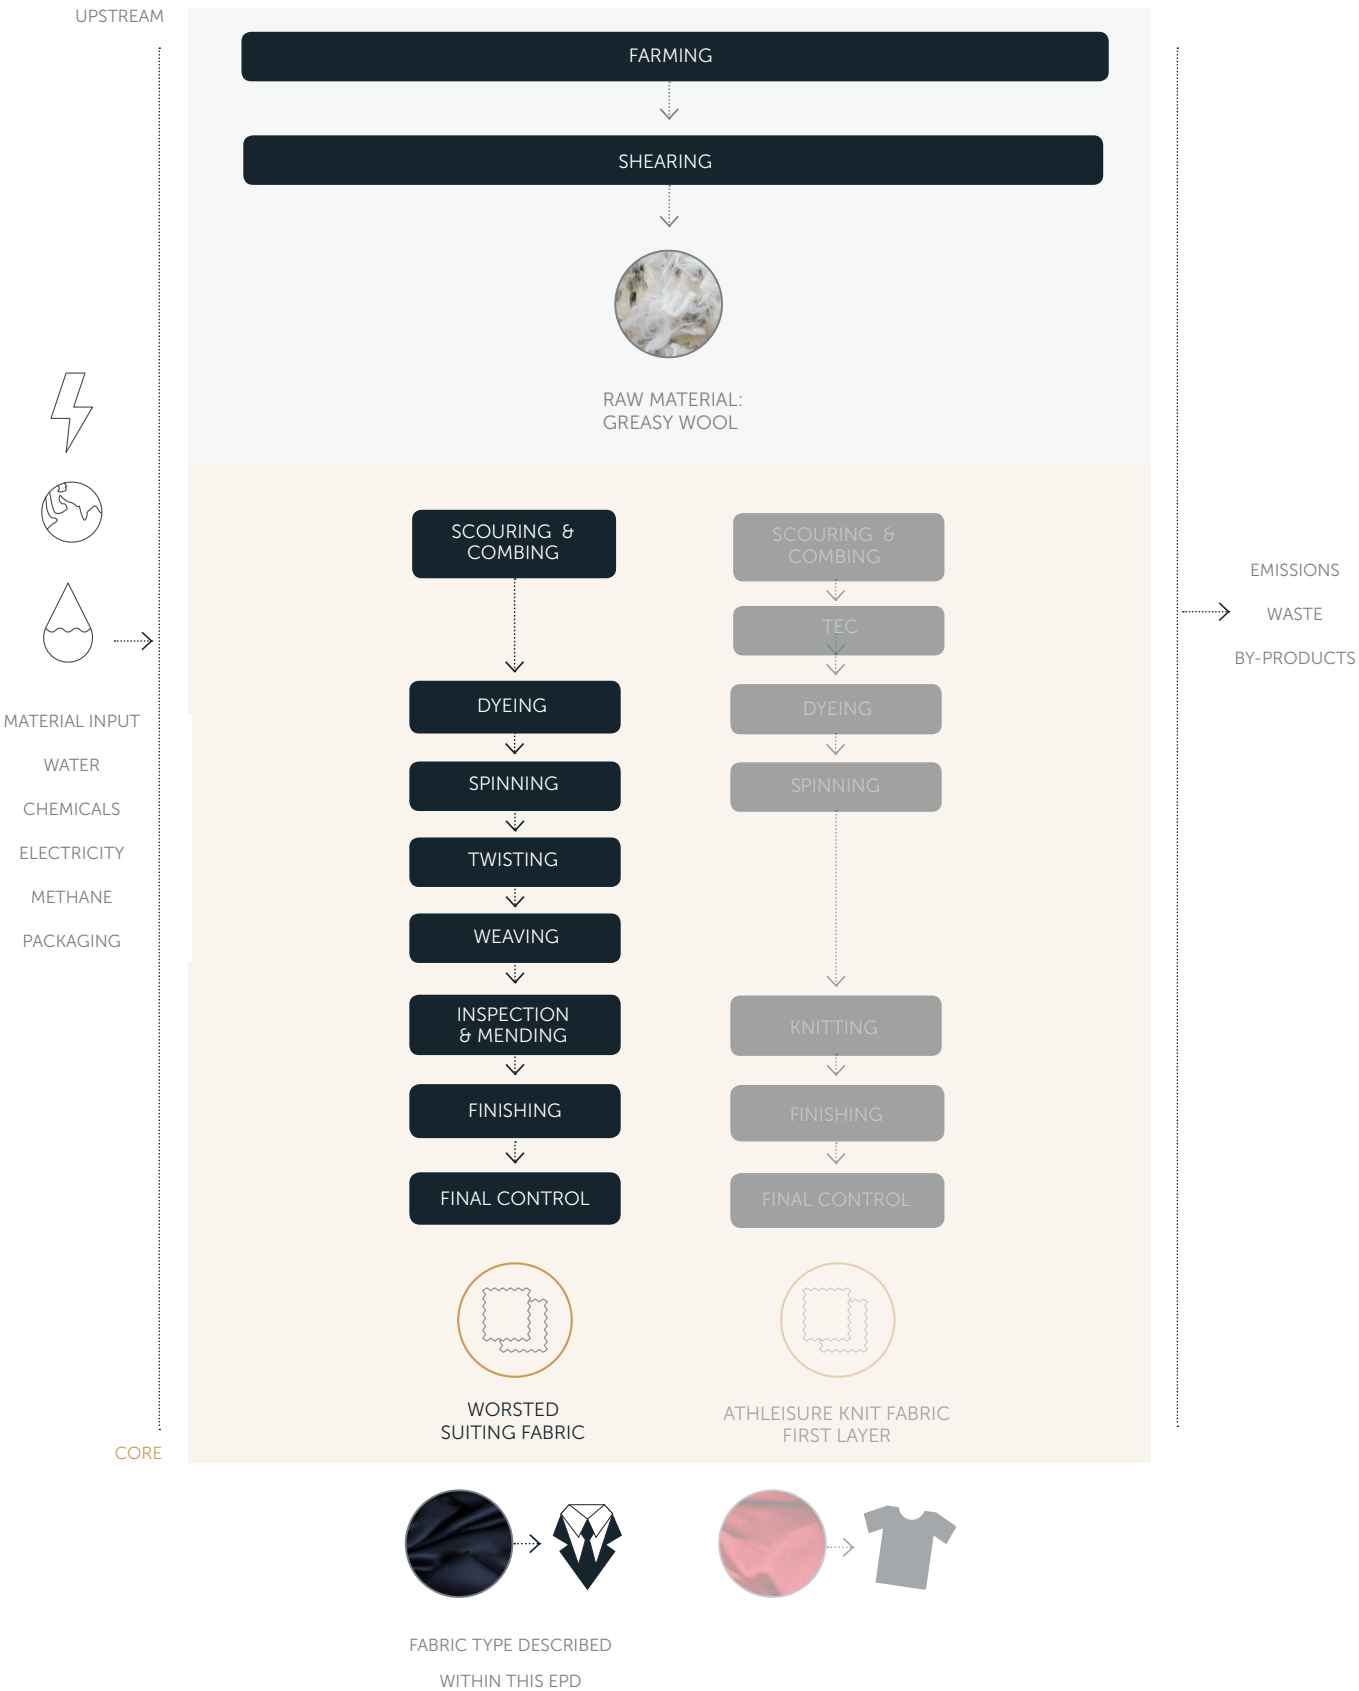 UPSTREAM
FARMING
SHEARING
RAW MATERIAL:
GREASY WOOL
SCOURING & 
COMBING
DYEING
SPINNING
TWISTING
WEAVING
INSPECTION
& MENDING
FINISHING
FINAL CONTROL
WORSTED
SUITING FABRIC
SCOURING &
COMBING
TEC
DYEING
SPINNING
KNITTING
FINISHING
FINAL CONTROL
ATHLEISURE KNIT FABRIC
FIRST LAYER
MATERIAL INPUT
WATER
CHEMICALS
ELECTRICITY
METHANE
PACKAGING
EMISSIONS
WASTE
BY-PRODUCTS
CORE
FABRIC TYPE DESCRIBED
WITHIN THIS EPD